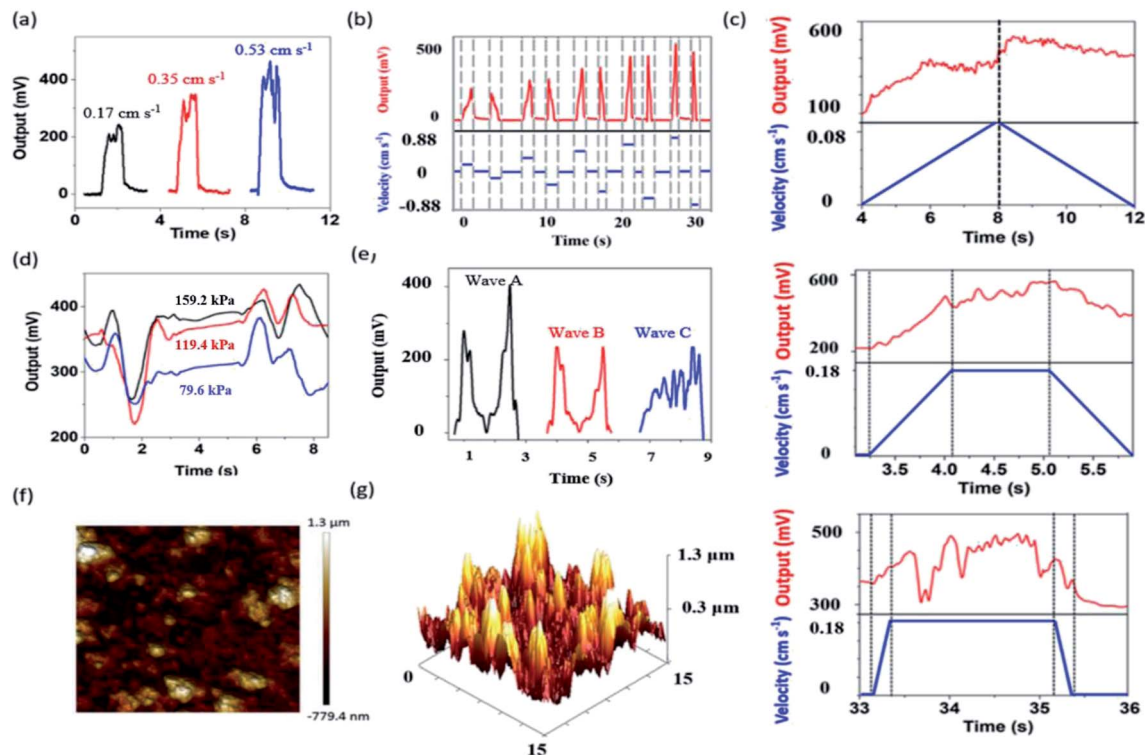 (a)
Output (mV)
400
200
0
0.17 cm s⁻¹
0.35 cm s⁻¹
0.53 cm s⁻¹
0
4
8
12
Time (s)
(b)
Output (mV)
500
0
Velocity (cm s⁻¹)
0.88
0
-0.88
0
10
20
30
Time (s)
(c)
Output (mV)
600
100
Velocity (cm s⁻¹)
0.08
0
4
6
8
10
12
Time (s)
Output (mV)
600
200
Velocity (cm s⁻¹)
0.18
0
3.5
4.0
4.5
5.0
5.5
Time (s)
Output (mV)
500
300
Velocity (cm s⁻¹)
0.18
0
33
34
35
36
Time (s)
(d)
Output (mV)
400
300
200
159.2 kPa
119.4 kPa
79.6 kPa
0
2
4
6
8
Time (s)
(e)
Output (mV)
400
200
0
Wave A
Wave B
Wave C
1
3
5
7
9
Time (s)
(f)
1.3 μm
-779.4 nm
(g)
1.3 μm
0.3 μm
0
15
15